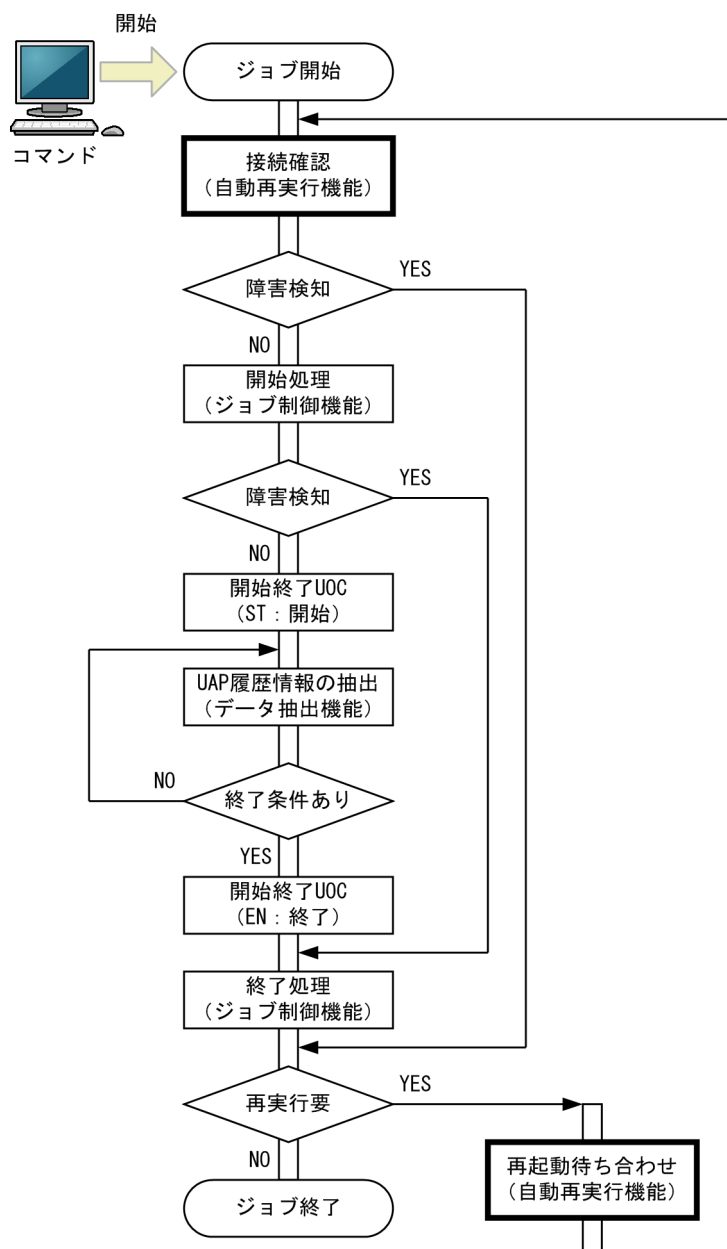 開始
コマンド
ジョブ開始
接続確認
（自動再実行機能）
障害検知
YES
NO
開始処理
（ジョブ制御機能）
障害検知
YES
NO
開始終了UOC
（ST：開始）
UAP履歴情報の抽出
（データ抽出機能）
NO
終了条件あり
YES
開始終了UOC
（EN：終了）
終了処理
（ジョブ制御機能）
再実行要
YES
再起動待ち合わせ
（自動再実行機能）
NO
ジョブ終了